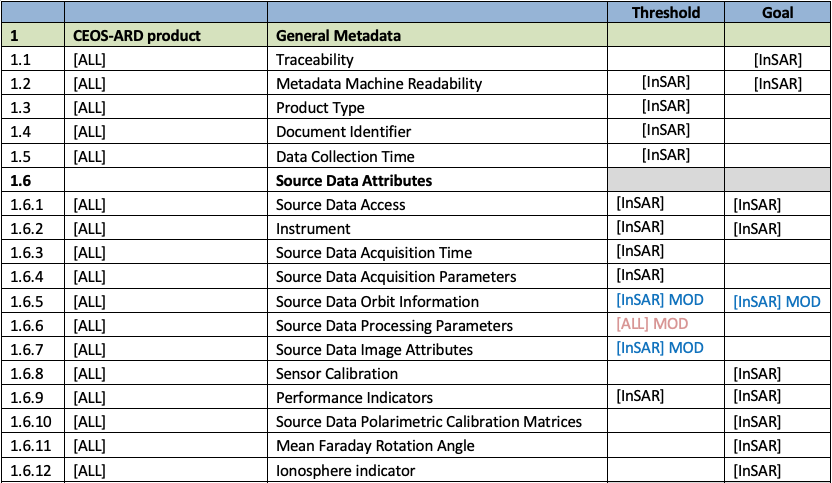 Threshold Goal
1 CEOS-ARD product General Metadata
1.1 [ALL] Traceability [InSAR]
1.2 [ALL] Metadata Machine Readability [InSAR] [InSAR]
1.3 [ALL] Product Type [InSAR]
1.4 [ALL] Document Identifier [InSAR]
1.5 [ALL] Data Collection Time [InSAR]
1.6 Source Data Attributes
1.6.1 [ALL] Source Data Access [InSAR] [InSAR]
1.6.2 [ALL] Instrument [InSAR] [InSAR]
1.6.3 [ALL] Source Data Acquisition Time [InSAR]
1.6.4 [ALL] Source Data Acquisition Parameters [InSAR]
1.6.5 [ALL] Source Data Orbit Information [InSAR] MOD [InSAR] MOD
1.6.6 [ALL] Source Data Processing Parameters [ALL] MOD
1.6.7 [ALL] Source Data Image Attributes [InSAR] MOD
1.6.8 [ALL] Sensor Calibration [InSAR]
1.6.9 [ALL] Performance Indicators [InSAR] [InSAR]
1.6.10 [ALL] Source Data Polarimetric Calibration Matrices [InSAR]
1.6.11 [ALL] Mean Faraday Rotation Angle [InSAR]
1.6.12 [ALL] Ionosphere indicator [InSAR]